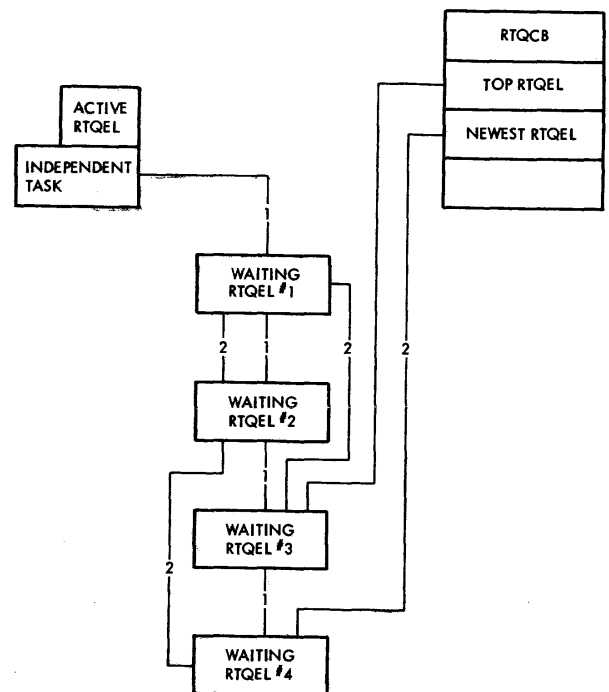 RTQCB
TOP RTQEL
NEWEST RTQEL
ACTIVE
RTQEL
INDEPENDENT
TASK
1
WAITING
RTQEL #1
2
1
2
2
WAITING
RTQEL #2
1
WAITING
RTQEL #3
2
1
WAITING
RTQEL #4